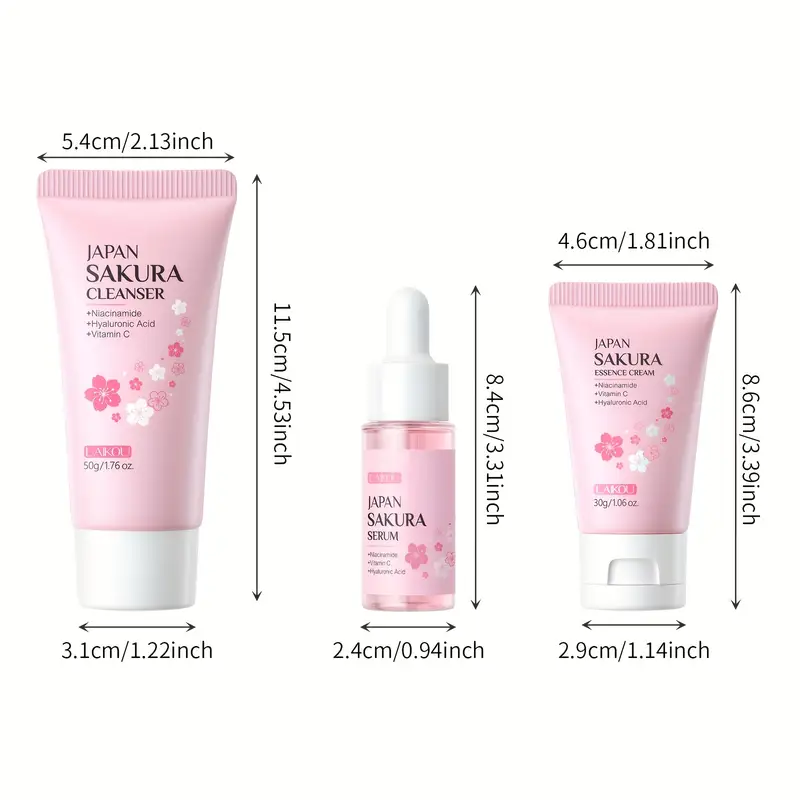 5.4cm/2.13inch
JAPAN
SAKURA
CLEANSER
+Niacinamide
+Hyaluronic Acid
+Vitamin C
LAIKOU
50g/1.76 oz.
11.5cm/4.53inch
3.1cm/1.22inch
LAIKOU
JAPAN
SAKURA
SERUM
+Niacinamide
+Vitamin C
+Hyaluronic Acid
8.4cm/3.31inch
2.4cm/0.94inch
4.6cm/1.81inch
JAPAN
SAKURA
ESSENCE CREAM
+Niacinamide
+Vitamin C
+Hyaluronic Acid
LAIKOU
30g/1.06 oz.
8.6cm/3.39inch
2.9cm/1.14inch